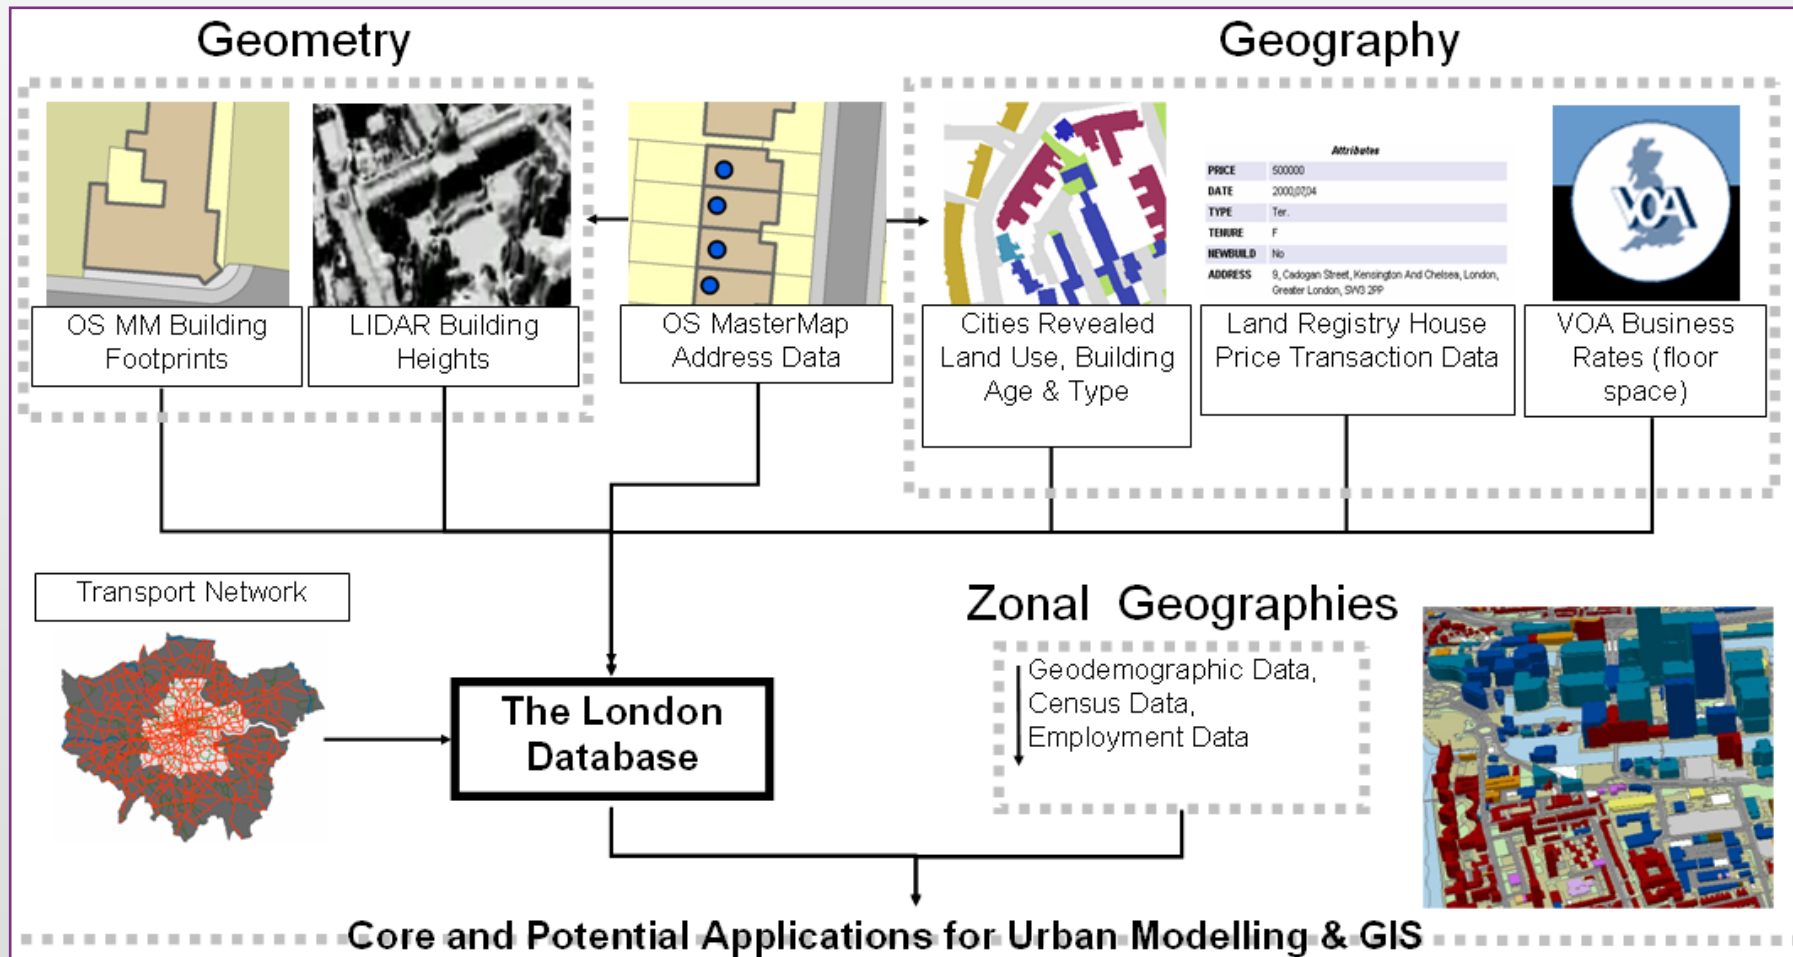 Geometry
Geography
Attributes
PRICE 500000
DATE 2000,07,04
TYPE Ter.
TENURE F
NEWBUILD No
ADDRESS 9, Cadogan Street, Kensington And Chelsea, London,
Greater London, SW3 2PP
VOA
OS MM Building
Footprints
LIDAR Building
Heights
OS MasterMap
Address Data
Cities Revealed
Land Use, Building
Age & Type
Land Registry House
Price Transaction Data
VOA Business
Rates (floor
space)
Transport Network
Zonal Geographies
Geodemographic Data,
Census Data,
Employment Data
The London
Database
Core and Potential Applications for Urban Modelling & GIS